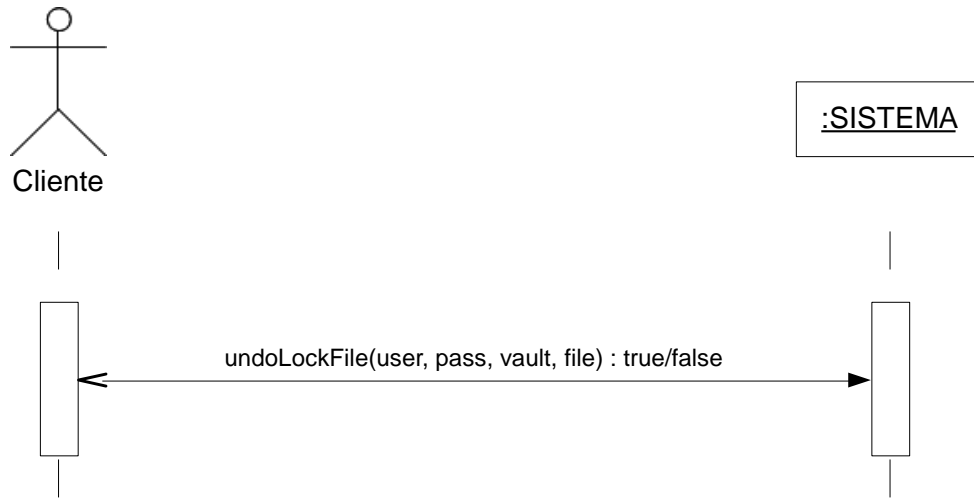 :SISTEMA
Cliente
undoLockFile(user, pass, vault, file) : true/false